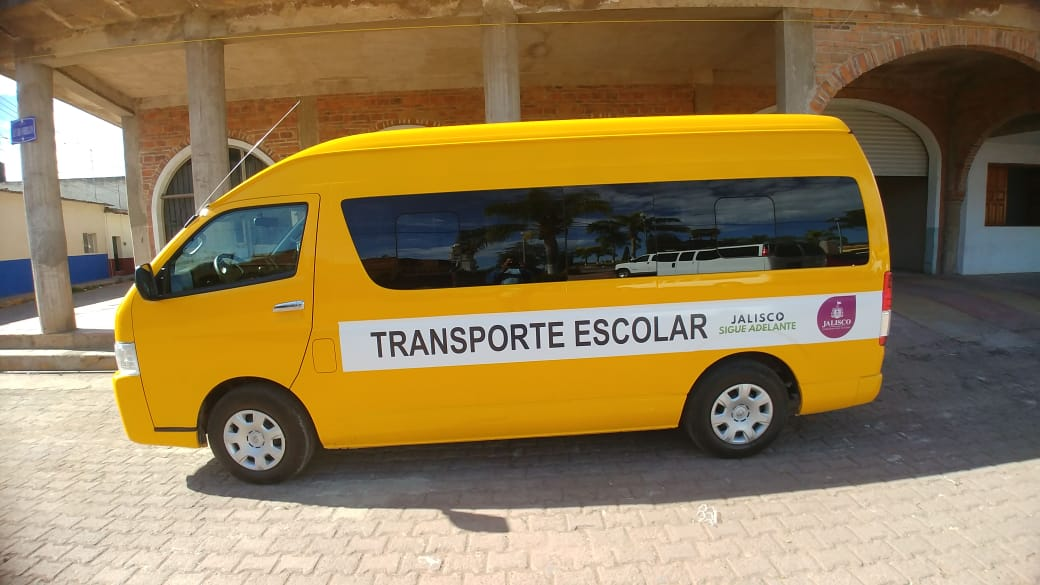 TRANSPORTE ESCOLAR
JALISCO
SIGUE ADELANTE
JALISCO